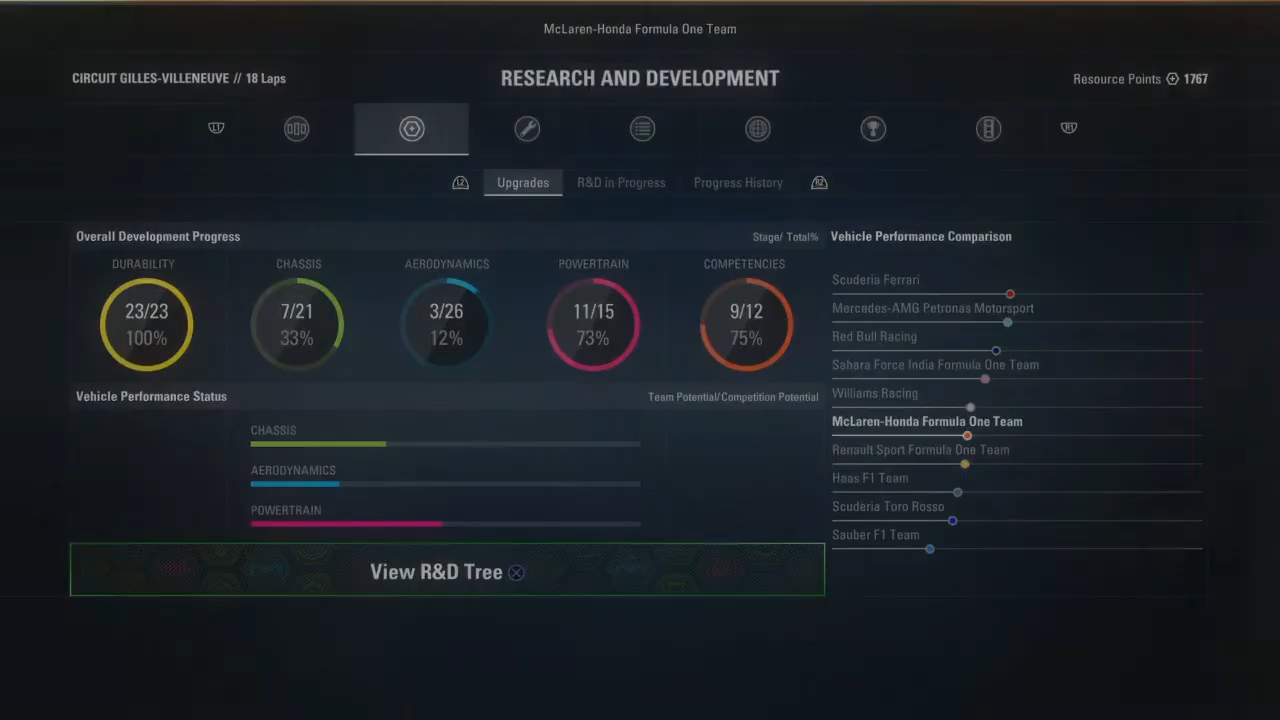 McLaren-Honda Formula One Team
CIRCUIT GILLES-VILLENEUVE // 18 Laps
RESEARCH AND DEVELOPMENT
Resource Points 1767
L1
R1
L2
Upgrades
R&D in Progress
Progress History
R2
Overall Development Progress
Stage/ Total%
DURABILITY
CHASSIS
AERODYNAMICS
POWERTRAIN
COMPETENCIES
23/23
7/21
3/26
11/15
9/12
100%
33%
12%
73%
75%
Vehicle Performance Status
Team Potential/Competition Potential
CHASSIS
AERODYNAMICS
POWERTRAIN
View R&D Tree
Vehicle Performance Comparison
Scuderia Ferrari
Mercedes-AMG Petronas Motorsport
Red Bull Racing
Sahara Force India Formula One Team
Williams Racing
McLaren-Honda Formula One Team
Renault Sport Formula One Team
Haas F1 Team
Scuderia Toro Rosso
Sauber F1 Team